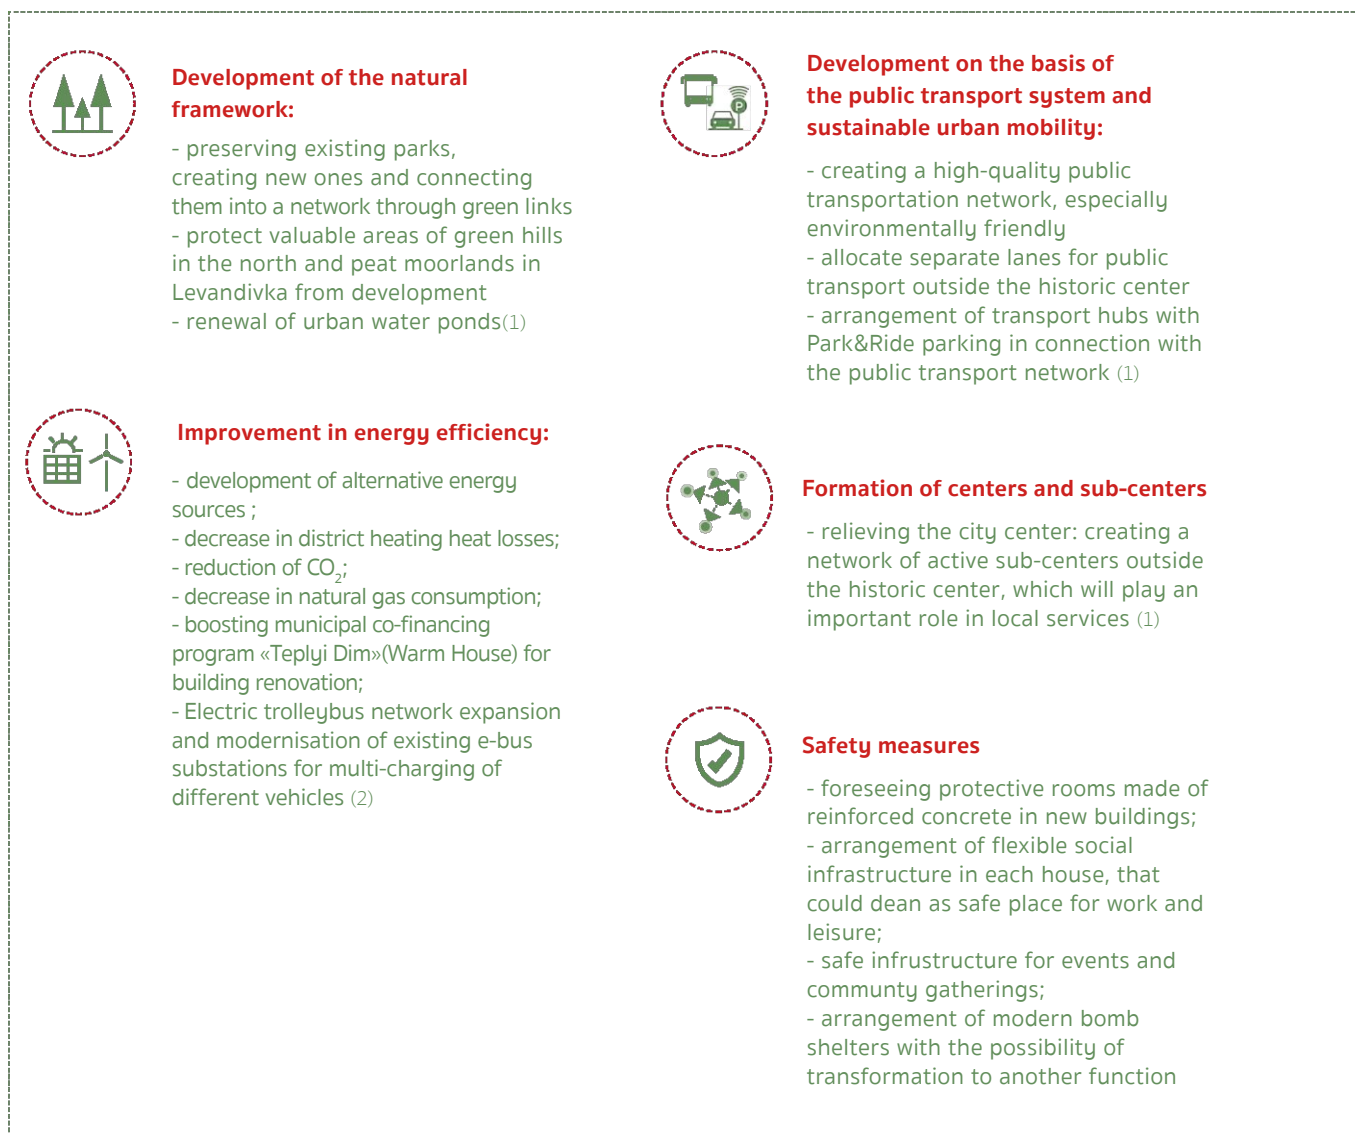 Development of the natural
framework:
- preserving existing parks,
creating new ones and connecting
them into a network through green links
- protect valuable areas of green hills
in the north and peat moorlands in
Levandivka from development
- renewal of urban water ponds(1)
Improvement in energy efficiency:
- development of alternative energy
sources ;
- decrease in district heating heat losses;
- reduction of CO₂;
- decrease in natural gas consumption;
- boosting municipal co-financing
program «Teplyi Dim»(Warm House) for
building renovation;
- Electric trolleybus network expansion
and modernisation of existing e-bus
substations for multi-charging of
different vehicles (2)
P
Development on the basis of
the public transport system and
sustainable urban mobility:
- creating a high-quality public
transportation network, especially
environmentally friendly
- allocate separate lanes for public
transport outside the historic center
- arrangement of transport hubs with
Park&Ride parking in connection with
the public transport network (1)
Formation of centers and sub-centers
- relieving the city center: creating a
network of active sub-centers outside
the historic center, which will play an
important role in local services (1)
Safety measures
- foreseeing protective rooms made of
reinforced concrete in new buildings;
- arrangement of flexible social
infrastructure in each house, that
could dean as safe place for work and
leisure;
- safe infrustructure for events and
communty gatherings;
- arrangement of modern bomb
shelters with the possibility of
transformation to another function